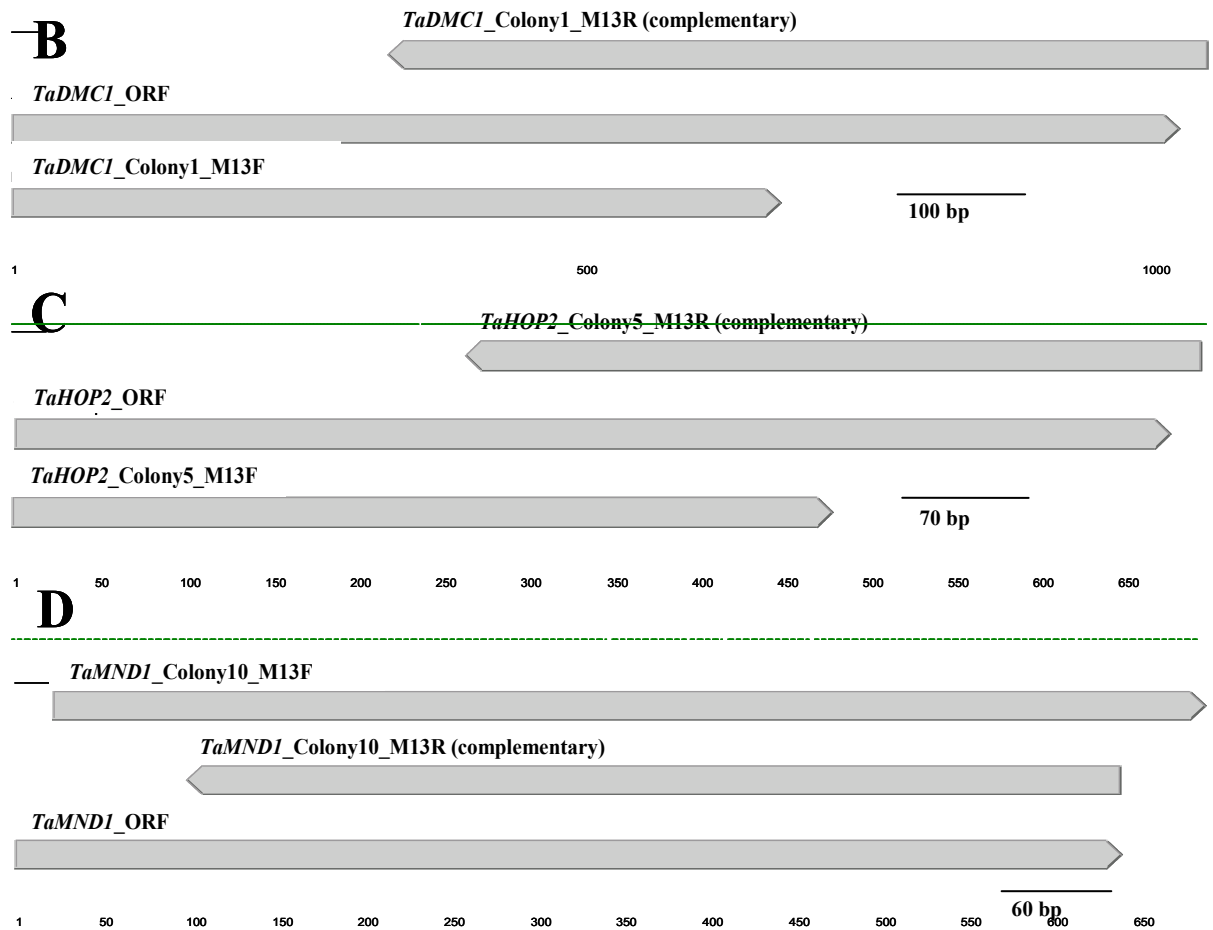 B
TaDMC1_Colony1_M13R (complementary)
TaDMC1_ORF
TaDMC1_Colony1_M13F
100 bp
1 500 1000
C
TaHOP2_Colony5_M13R (complementary)
TaHOP2_ORF
TaHOP2_Colony5_M13F
70 bp
1 50 100 150 200 250 300 350 400 450 500 550 600 650
D
TaMND1_Colony10_M13F
TaMND1_Colony10_M13R (complementary)
TaMND1_ORF
60 bp
1 50 100 150 200 250 300 350 400 450 500 550 600 650